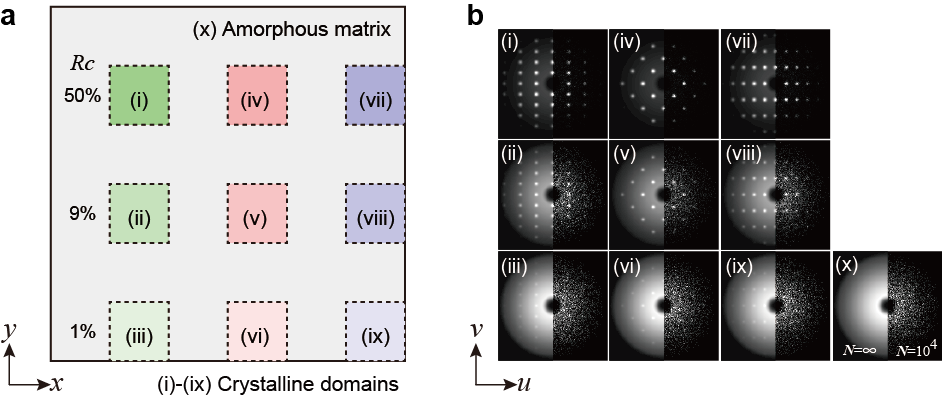 a
(x) Amorphous matrix
Rc
50%
(i)
(iv)
(vii)
9%
(ii)
(v)
(viii)
1%
(iii)
(vi)
(ix)
y
x
(i)-(ix) Crystalline domains
b
(i)
(iv)
(vii)
(ii)
(v)
(viii)
(iii)
(vi)
(ix)
(x)
N=∞
N=10⁴
v
u